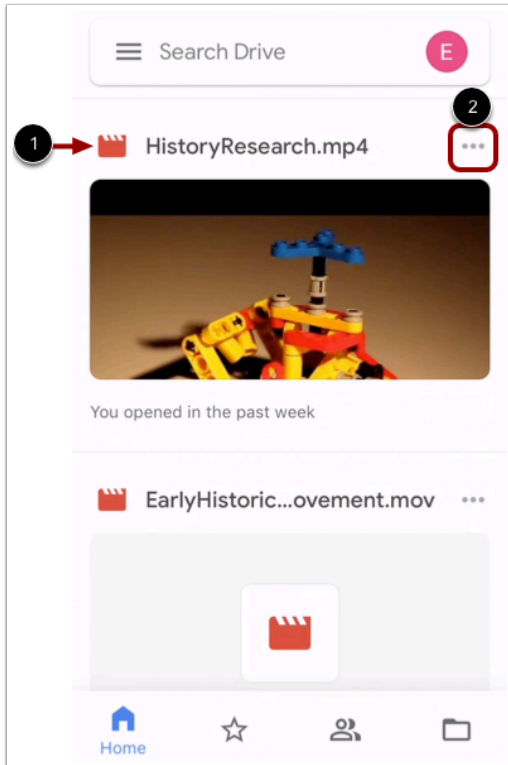 Search Drive
E
2
1
HistoryResearch.mp4
You opened in the past week
EarlyHistoric...ovement.mov
Home